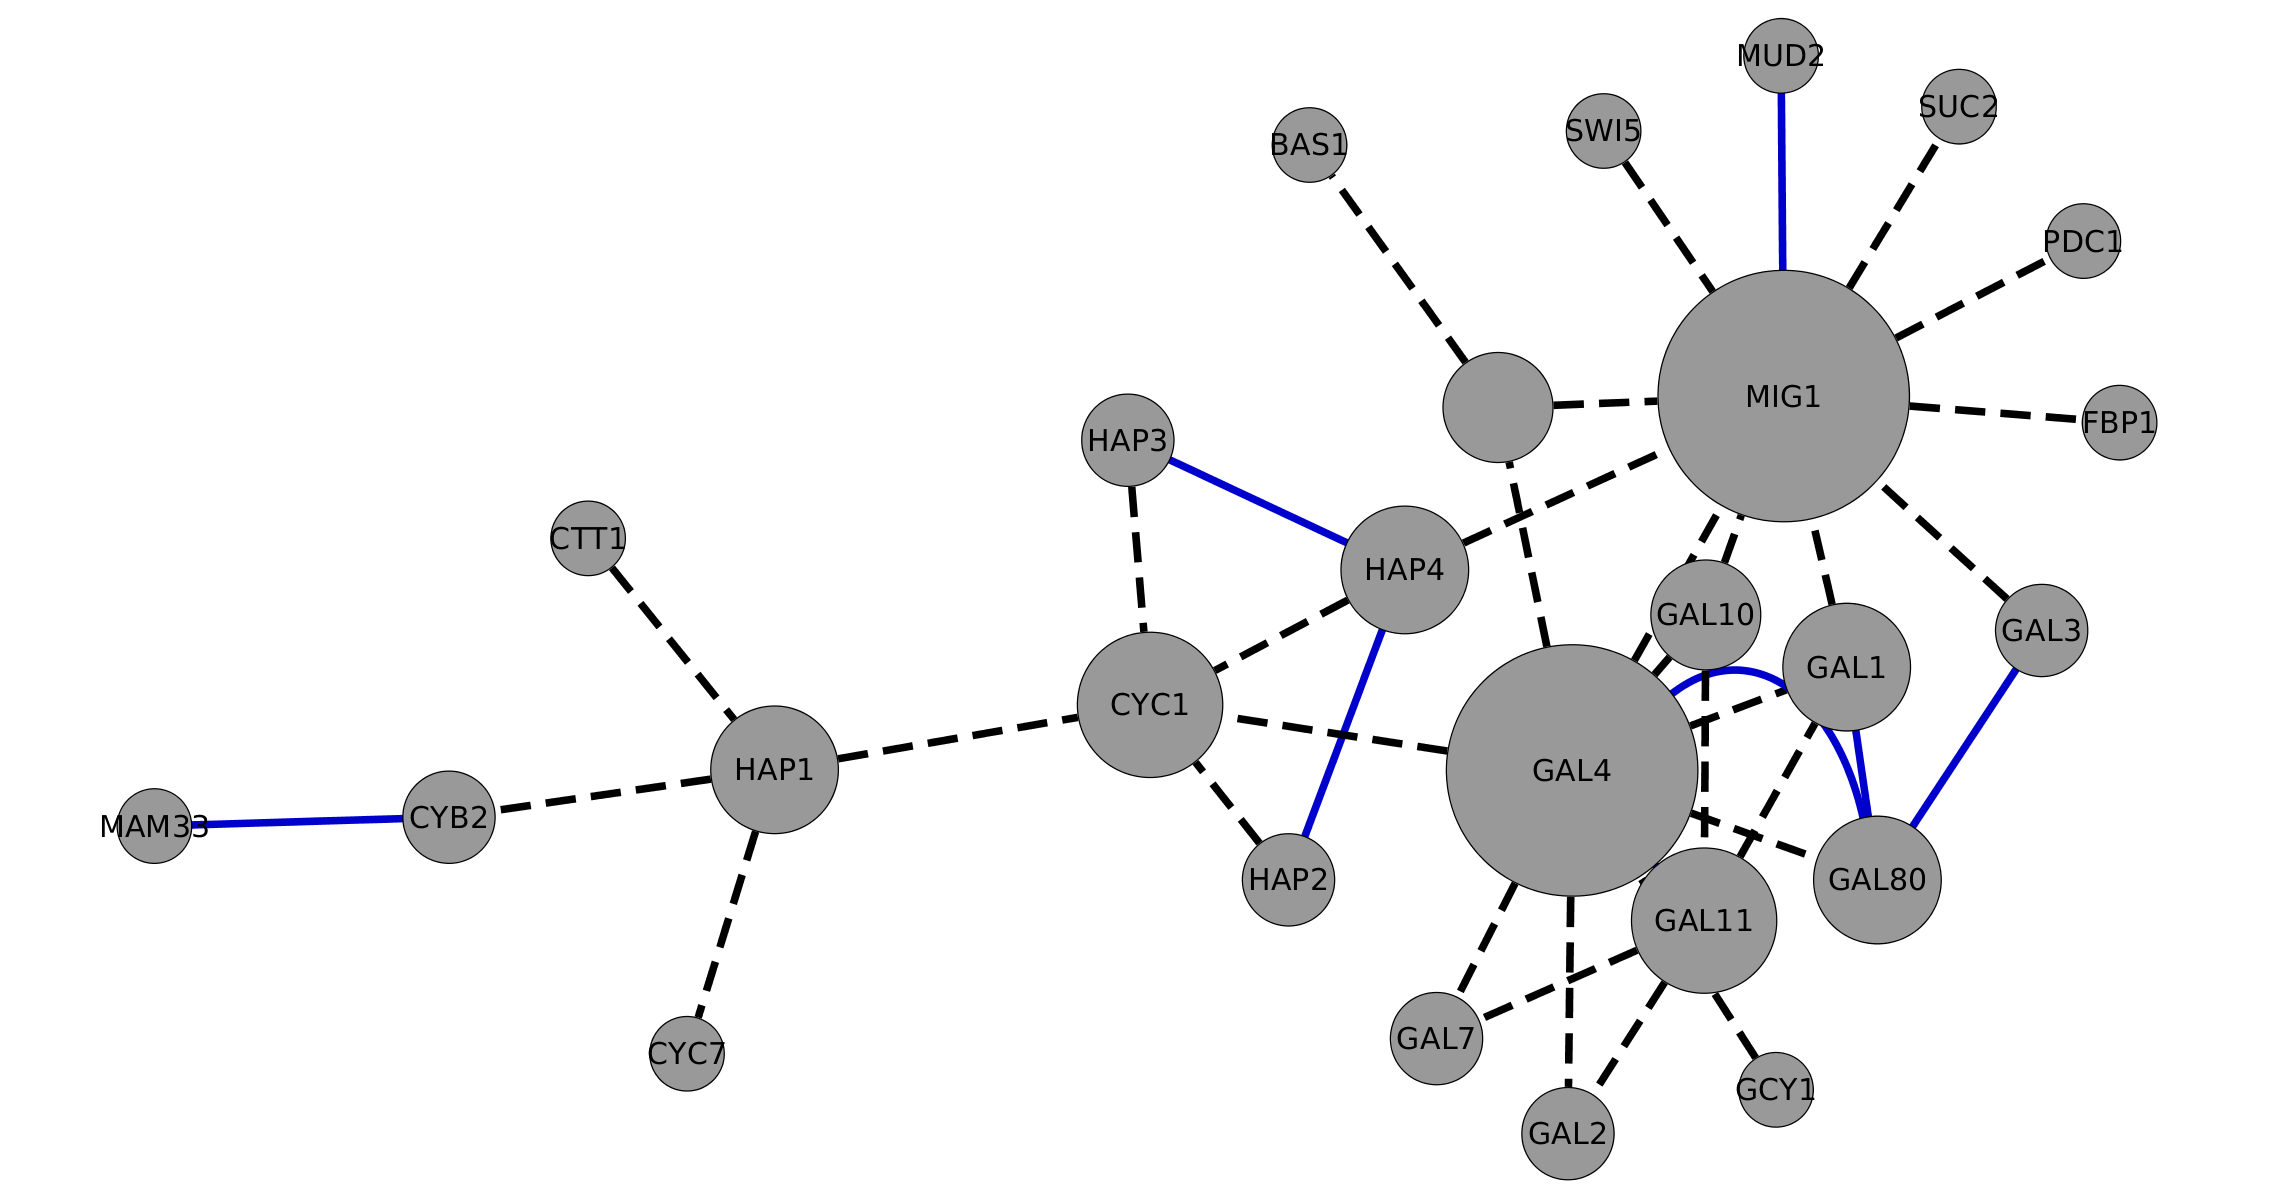 MUD2
SUC2
SWI5
BAS1
PDC1
MIG1
FBP1
HAP3
CTT1
HAP4
GAL10
GAL3
GAL1
CYC1
HAP1
GAL4
CYB2
MAM33
HAP2
GAL80
GAL11
GAL7
CYC7
GCY1
GAL2